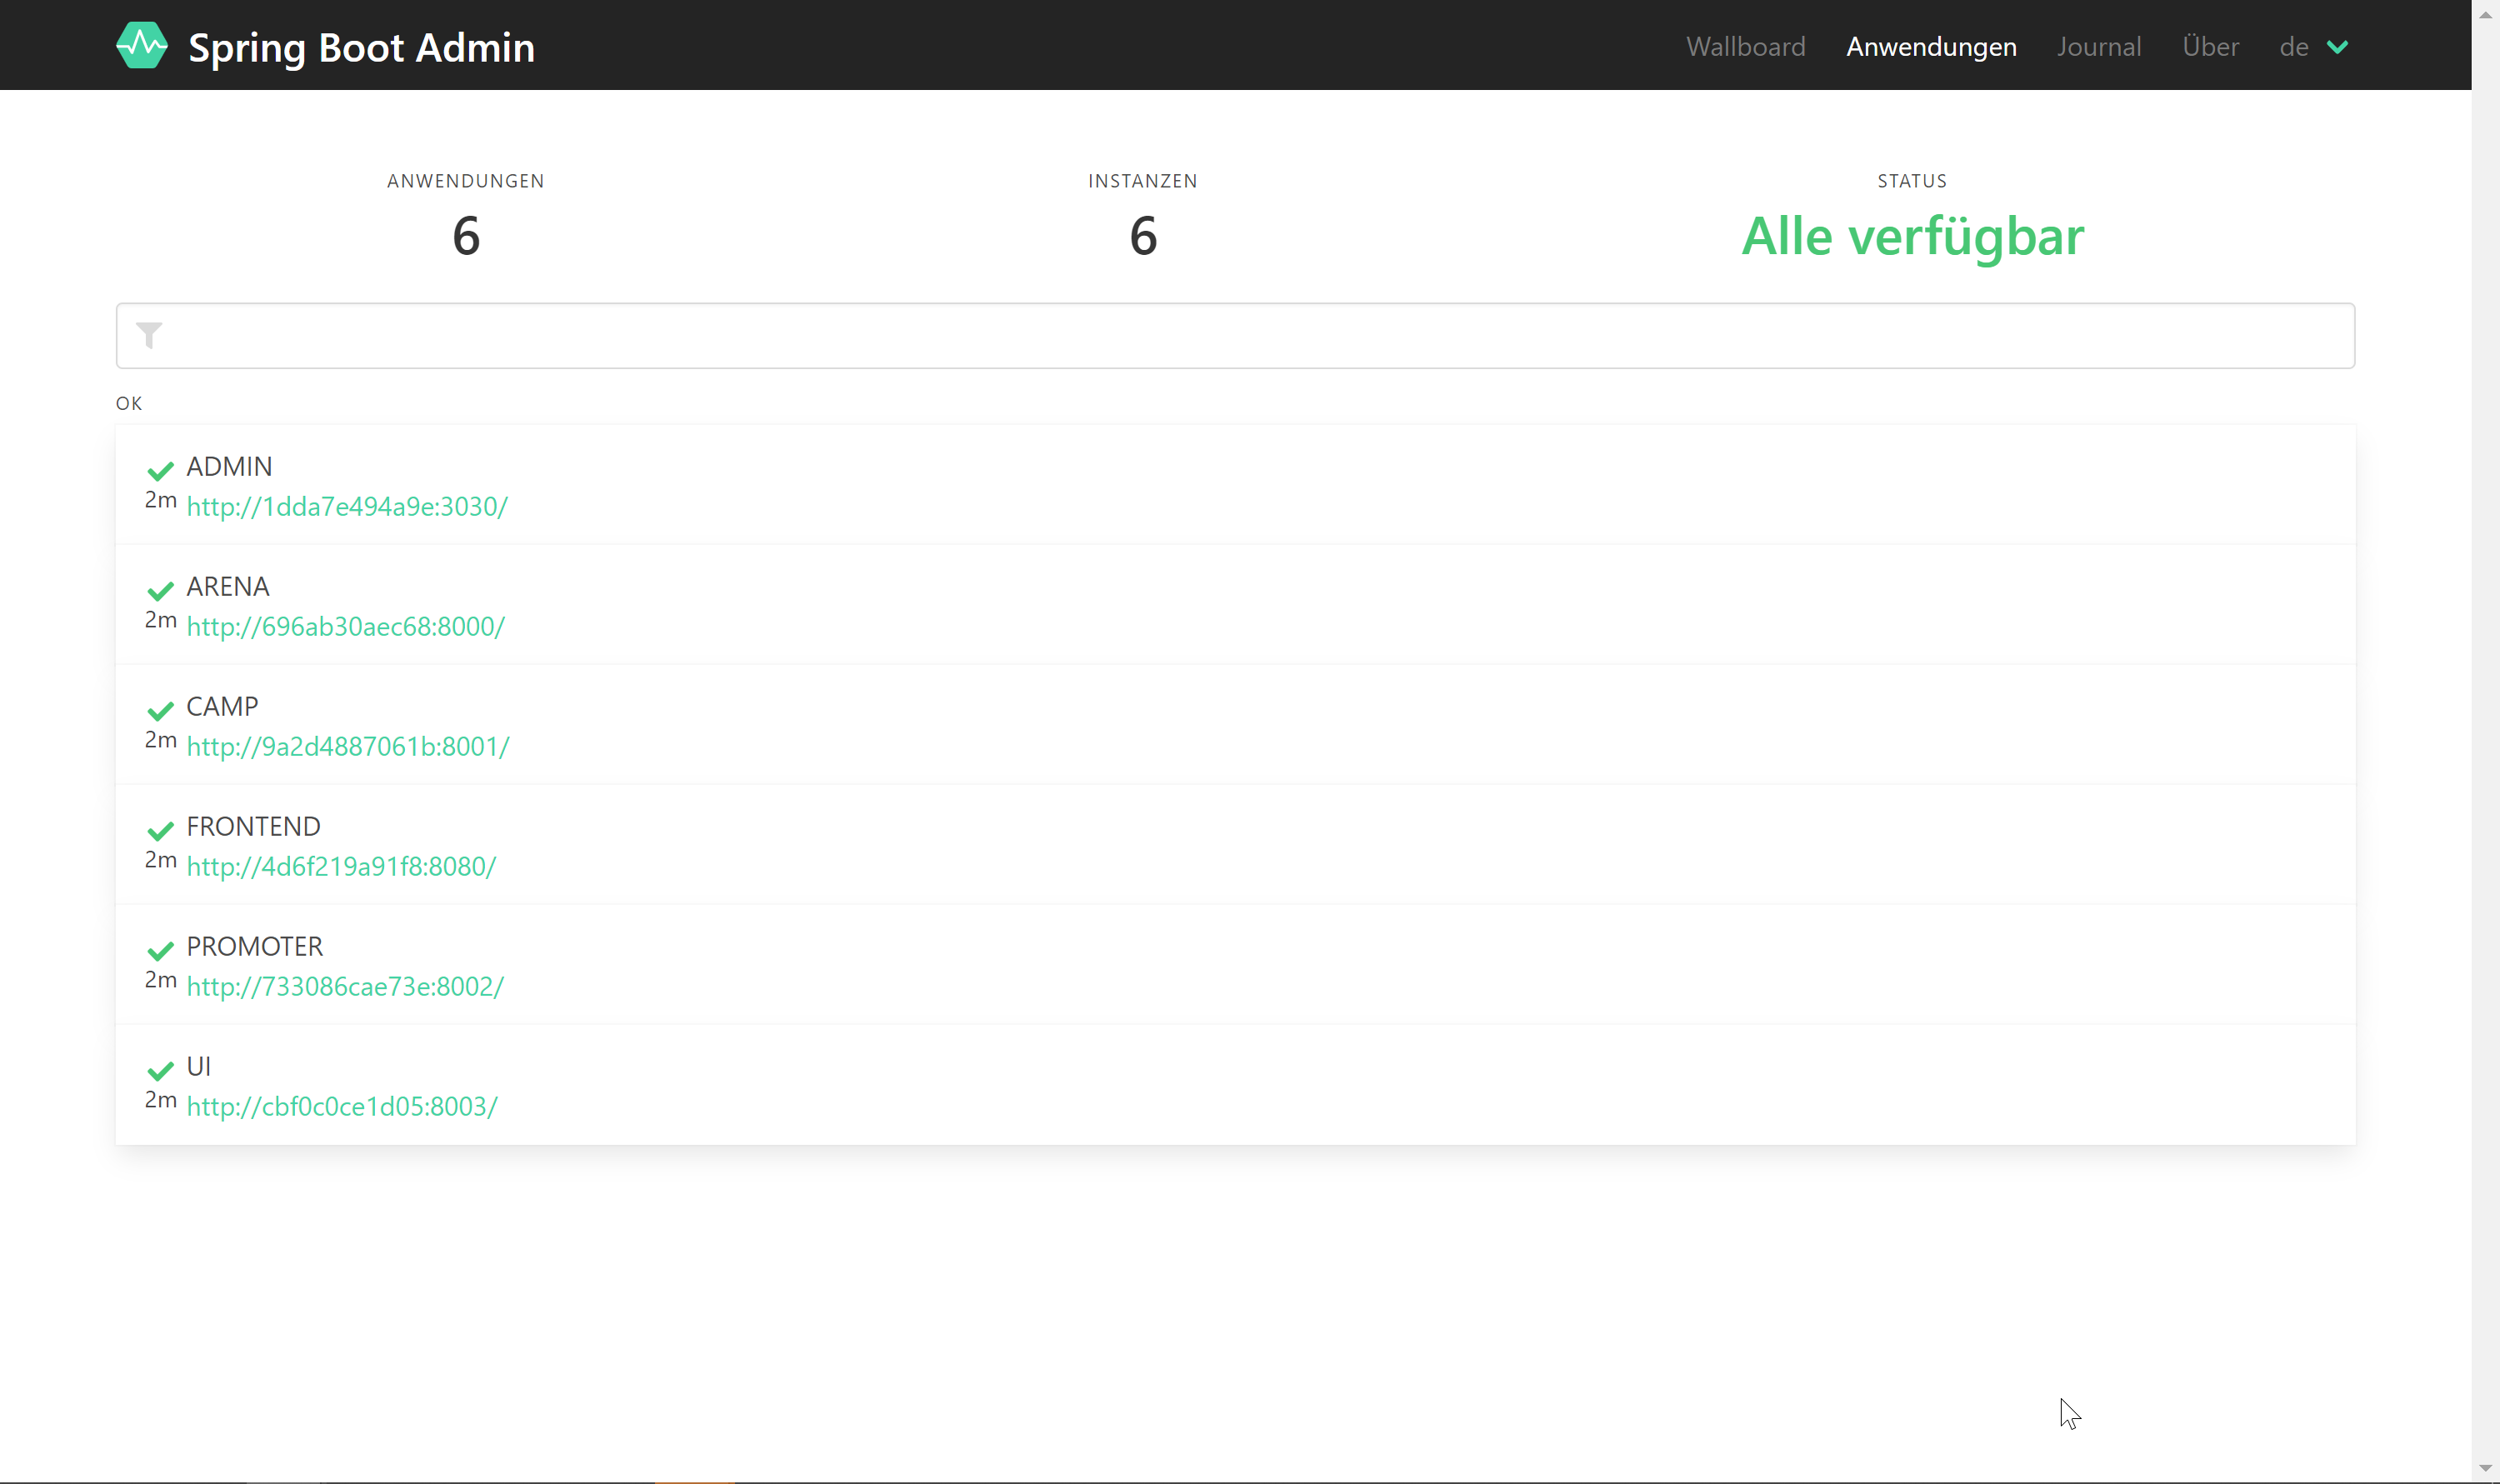 Spring Boot Admin
Wallboard Anwendungen Journal Über de
ANWENDUNGEN INSTANZEN STATUS
6 6 Alle verfügbar
OK
ADMIN
2m http://1dda7e494a9e:3030/
ARENA
2m http://696ab30aec68:8000/
CAMP
2m http://9a2d4887061b:8001/
FRONTEND
2m http://4d6f219a91f8:8080/
PROMOTER
2m http://733086cae73e:8002/
UI
2m http://cbf0c0ce1d05:8003/